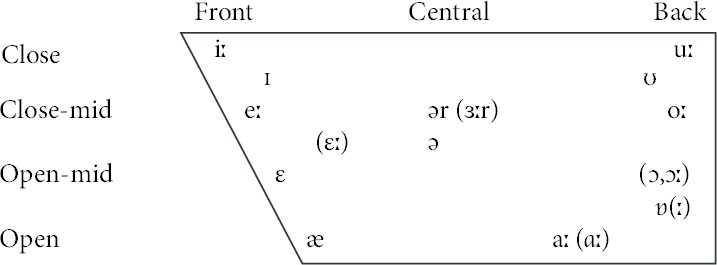 Front Central Back
Close iː uː
ɪ ʊ
Close-mid eː ər (ɜːr) oː
(ɛː) ə
Open-mid ɛ (ɔ,ɔː)
ɒ(ː)
Open æ aː (ɑː)